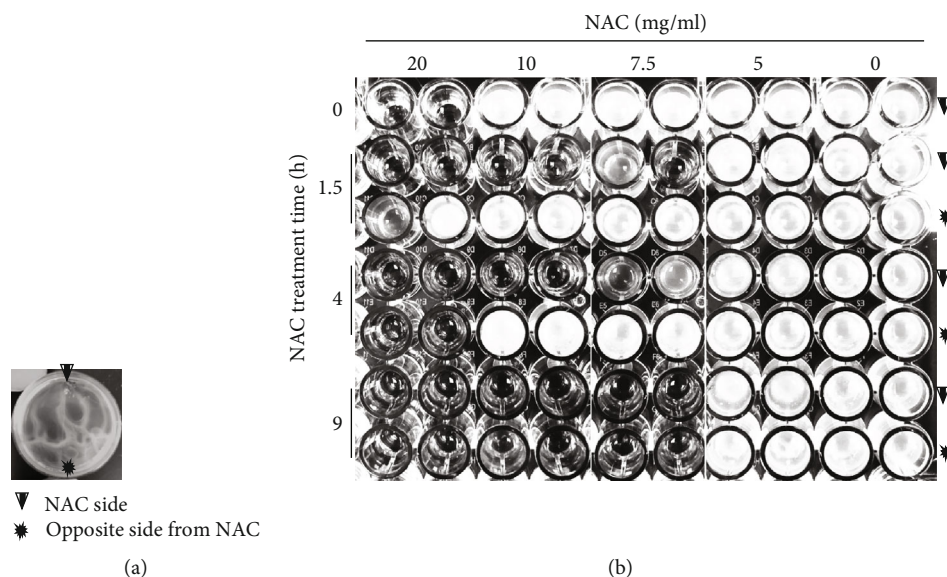 NAC (mg/ml)
20 10 7.5 5 0
NAC treatment time (h)
0
1.5
4
9
NAC side
Opposite side from NAC
(a)
(b)